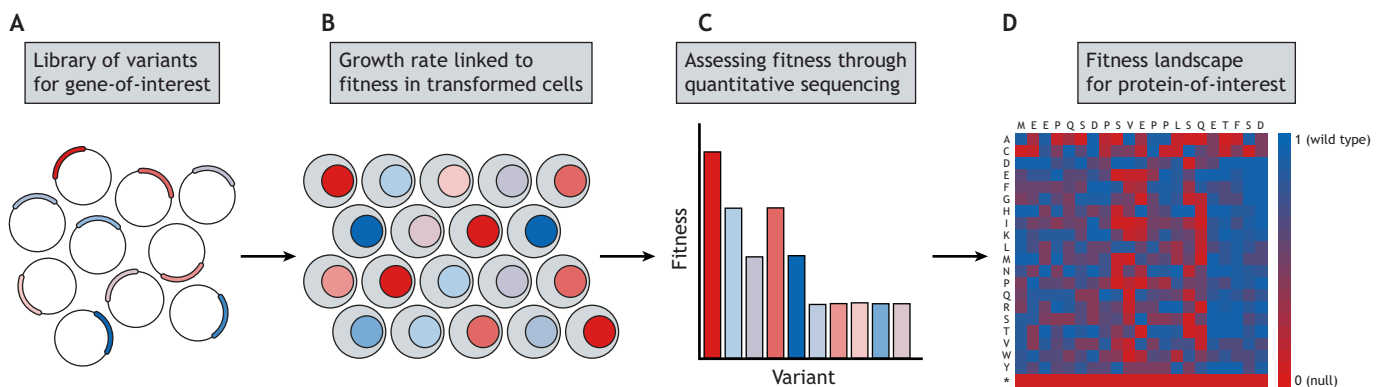 A
Library of variants
for gene-of-interest
B
Growth rate linked to
fitness in transformed cells
C
Assessing fitness through
quantitative sequencing
Fitness
Variant
D
Fitness landscape
for protein-of-interest
M E E P Q S D P S V E P P L S Q E T F S D
A
C
D
E
F
G
H
I
K
L
M
N
P
Q
R
S
T
V
W
Y
*
1 (wild type)
0 (null)